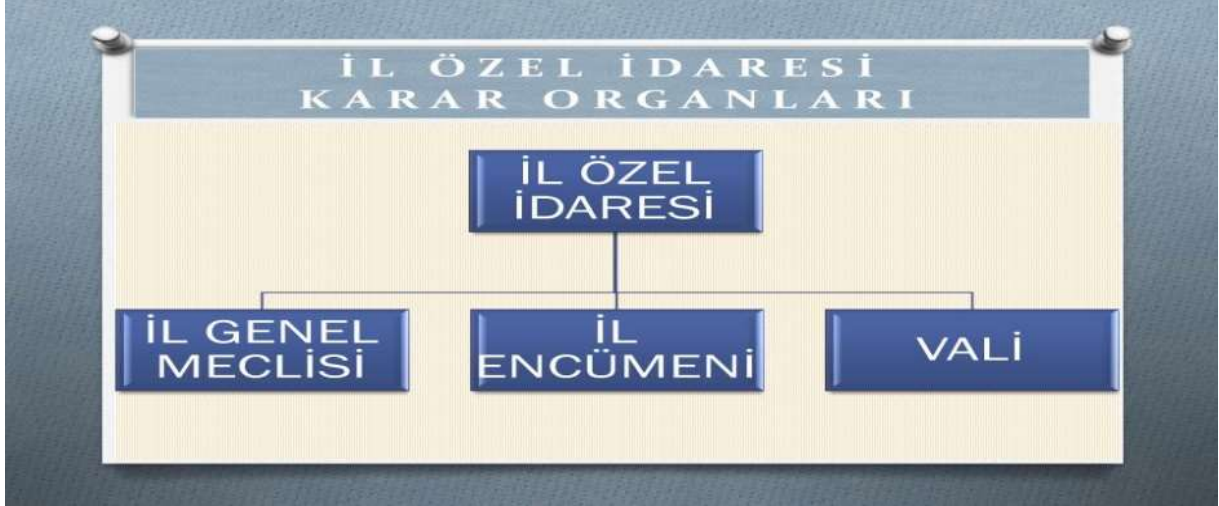 İL ÖZEL İDARESİ
KARAR ORGANLARI
İL ÖZEL
İDARESİ
İL GENEL
MECLİSİ
İL
ENCÜMENİ
VALİ